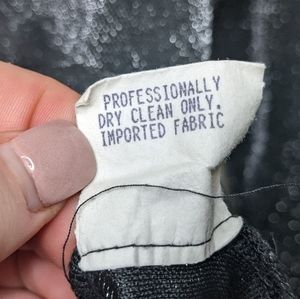 PROFESSIONALLY
DRY CLEAN ONLY.
IMPORTED FABRIC